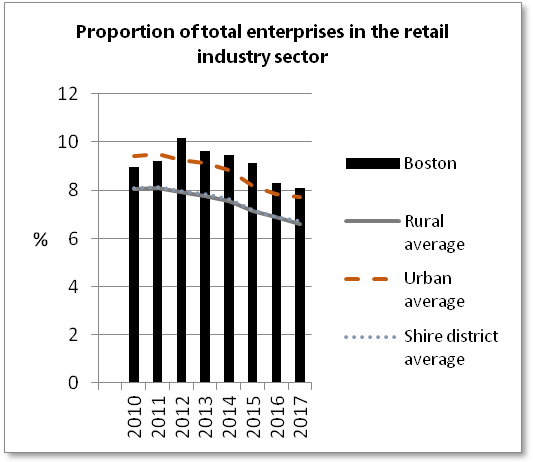 Proportion of total enterprises in the retail
industry sector
12
10
8
6
4
2
0
%
2010
2011
2012
2013
2014
2015
2016
2017
Boston
Rural
average
Urban
average
Shire district
average